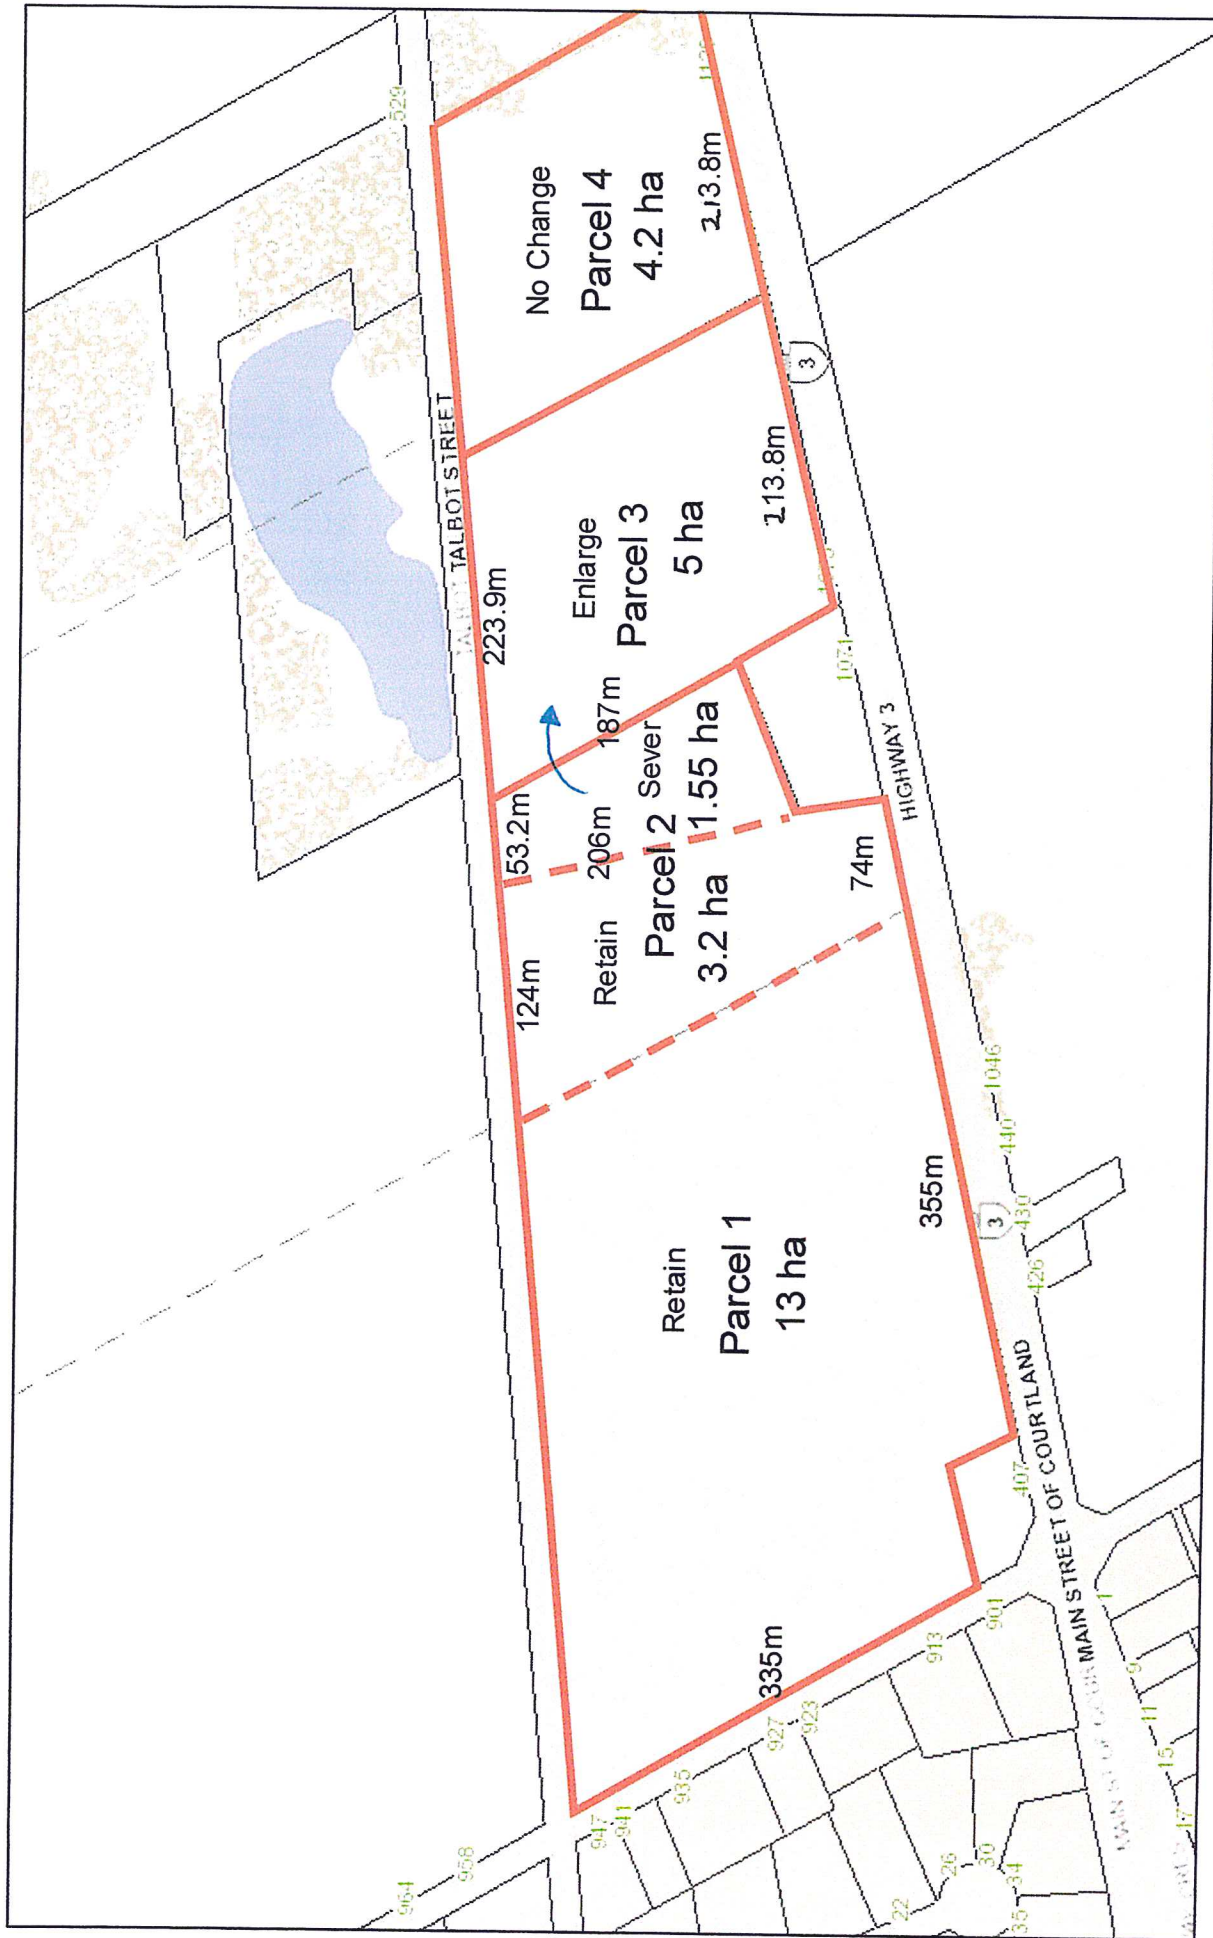 964
958
529
TALBOT STREET
947
941
935
927
923
913
901
22
26
30
34
35
335m
Retain
Parcel 1
13 ha
355m
124m
Retain
3.2 ha
Parcel 2
206m
53.2m
Sever
1.55 ha
187m
74m
223.9m
Enlarge
Parcel 3
5 ha
213.8m
No Change
Parcel 4
4.2 ha
213.8m
1071
HIGHWAY 3
3
1046
440
430
3
426
407
MAIN STREET OF COURTLAND
1
9
11
15
17